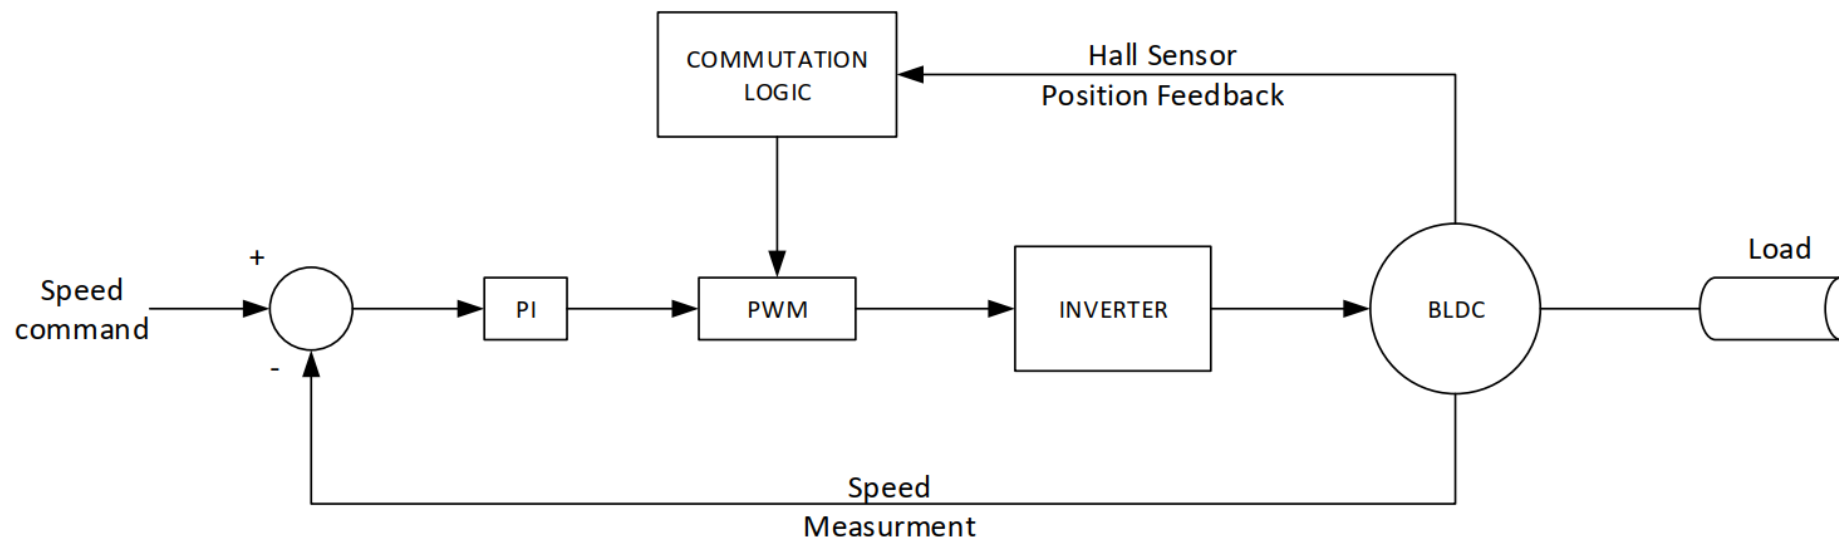 COMMUTATION
LOGIC
Hall Sensor
Position Feedback
Speed
command
+
-
PI
PWM
INVERTER
BLDC
Load
Speed
Measurment